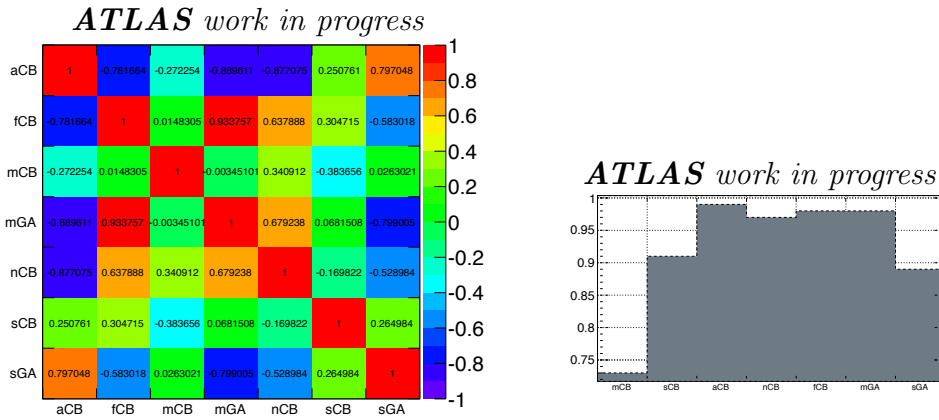 ATLAS work in progress
aCB 1 -0.781664 -0.272254 -0.889611 -0.877075 0.250761 0.797048
fCB -0.781664 1 0.0148305 0.933757 0.637888 0.304715 -0.583018
mCB -0.272254 0.0148305 1 -0.00345101 0.340912 -0.383656 0.0263021
mGA -0.889611 0.933757 -0.00345101 1 0.679238 0.0681508 -0.799005
nCB -0.877075 0.637888 0.340912 0.679238 1 -0.169822 -0.528984
sCB 0.250761 0.304715 -0.383656 0.0681508 -0.169822 1 0.264984
sGA 0.797048 -0.583018 0.0263021 -0.799005 -0.528984 0.264984 1
aCB fCB mCB mGA nCB sCB sGA
1
0.8
0.6
0.4
0.2
0
-0.2
-0.4
-0.6
-0.8
-1
ATLAS work in progress
1
0.95
0.9
0.85
0.8
0.75
mCB sCB aCB nCB fCB mGA sGA